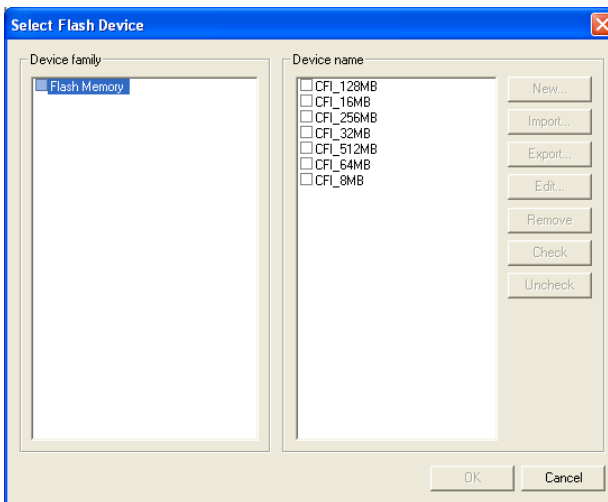 Select Flash Device
Device family
Flash Memory
Device name
CFI_128MB
CFI_16MB
CFI_256MB
CFI_32MB
CFI_512MB
CFI_64MB
CFI_8MB
New...
Import...
Export...
Edit...
Remove
Check
Uncheck
OK
Cancel